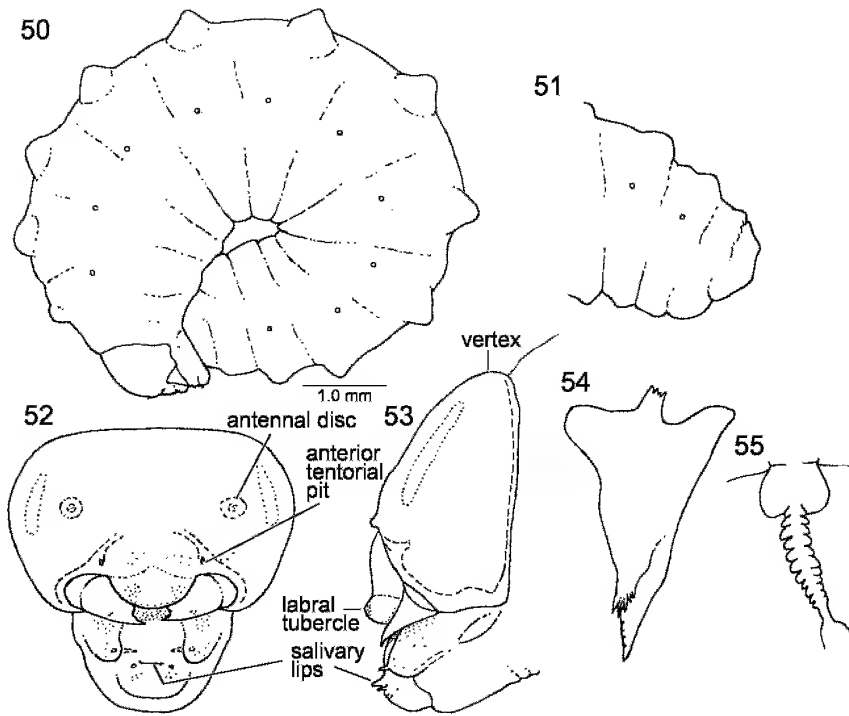 50
51
1.0 mm
vertex
52
antennal disc
53
54
anterior
tentorial
pit
55
labral
tubercle
salivary
lips